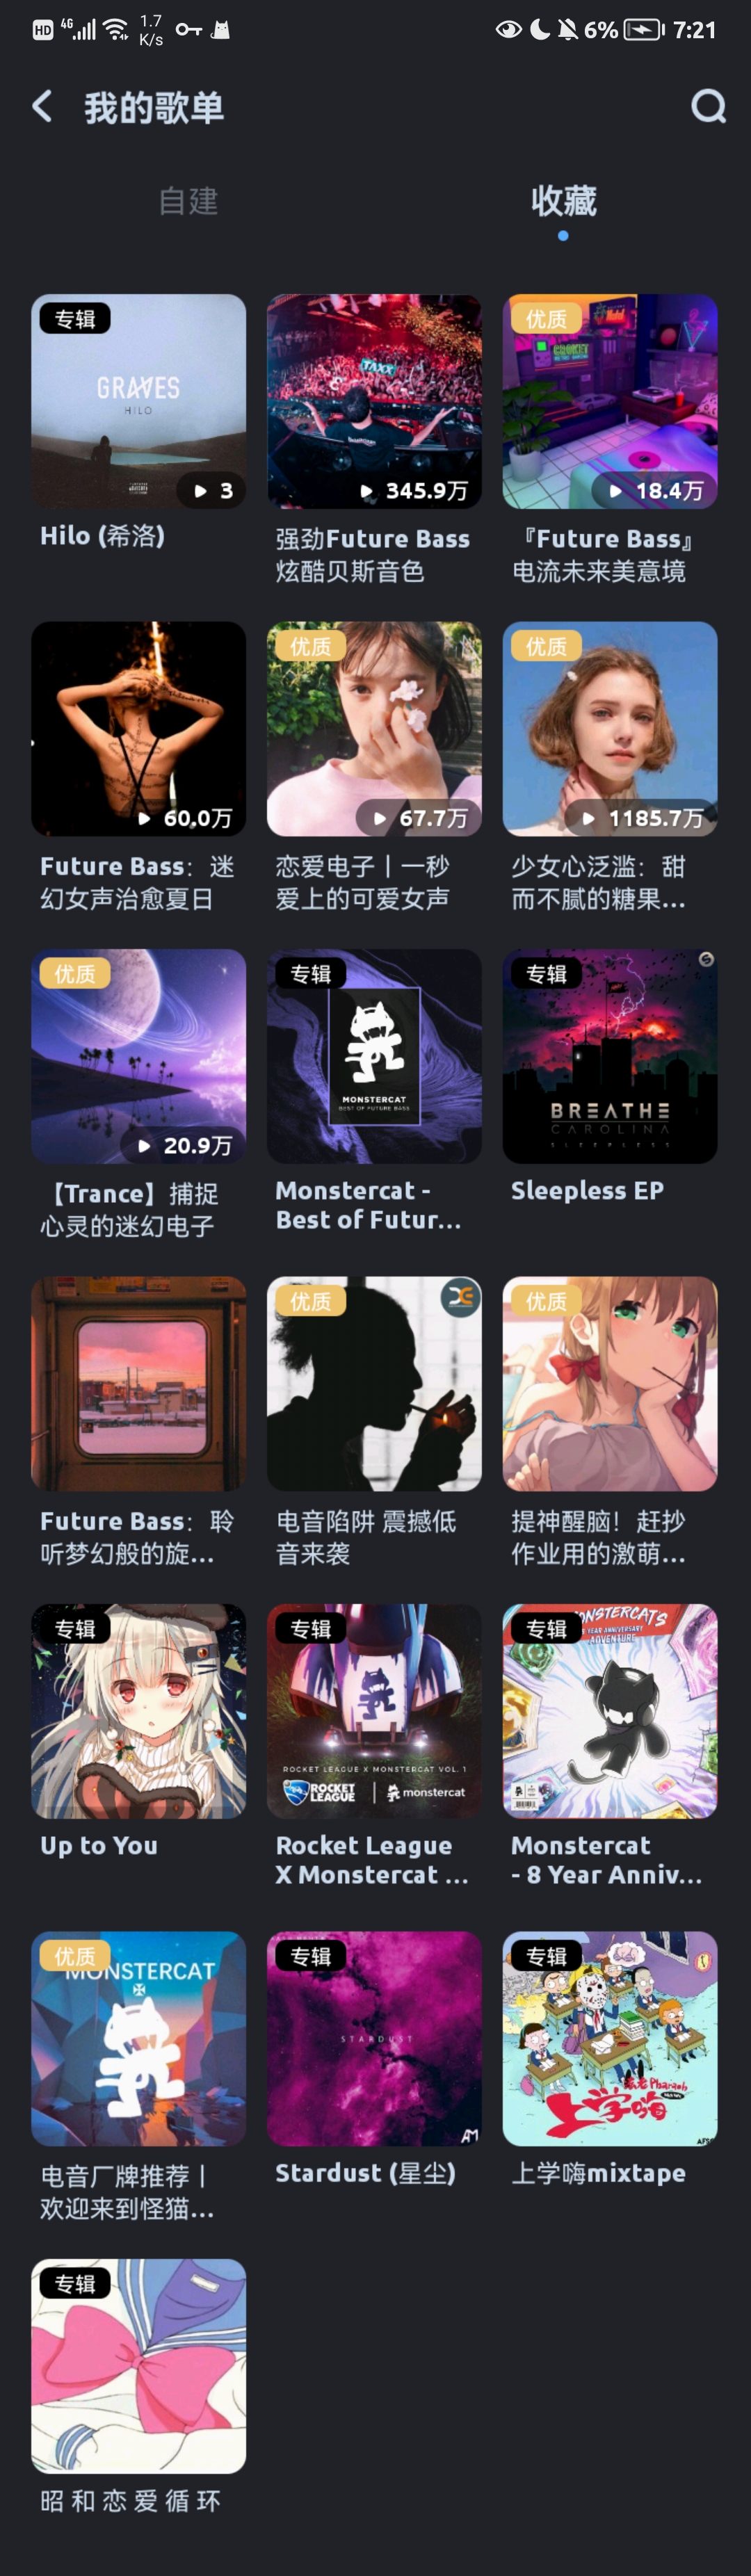 HD 4G 1.7 K/s 6% 7:21
我的歌单
自建 收藏
专辑
GRAVES
HILO
3
Hilo (希洛)
TAXX
345.9万
强劲Future Bass
炫酷贝斯音色
优质
18.4万
『Future Bass』
电流未来美意境
60.0万
Future Bass：迷
幻女声治愈夏日
优质
67.7万
恋爱电子丨一秒
爱上的可爱女声
优质
1185.7万
少女心泛滥：甜
而不腻的糖果...
优质
20.9万
【Trance】捕捉
心灵的迷幻电子
专辑
MONSTERCAT
BEST OF FUTURE BASS
Monstercat -
Best of Futur...
专辑
BREATHE
CAROLINA
SLEEPLESS
Sleepless EP
Future Bass：聆
听梦幻般的旋...
优质
电音陷阱 震撼低
音来袭
优质
提神醒脑！赶抄
作业用的激萌...
专辑
Up to You
专辑
ROCKET LEAGUE X MONSTERCAT VOL. 1
ROCKET
LEAGUE
monstercat
Rocket League
X Monstercat ...
专辑
MONSTERCAT'S
8 YEAR ANNIVERSARY
ADVENTURE
Monstercat
- 8 Year Anniv...
优质
MONSTERCAT
电音厂牌推荐丨
欢迎来到怪猫...
专辑
STARDUST
Stardust (星尘)
专辑
Pharaoh
上学嗨
上学嗨mixtape
专辑
昭 和 恋 爱 循 环